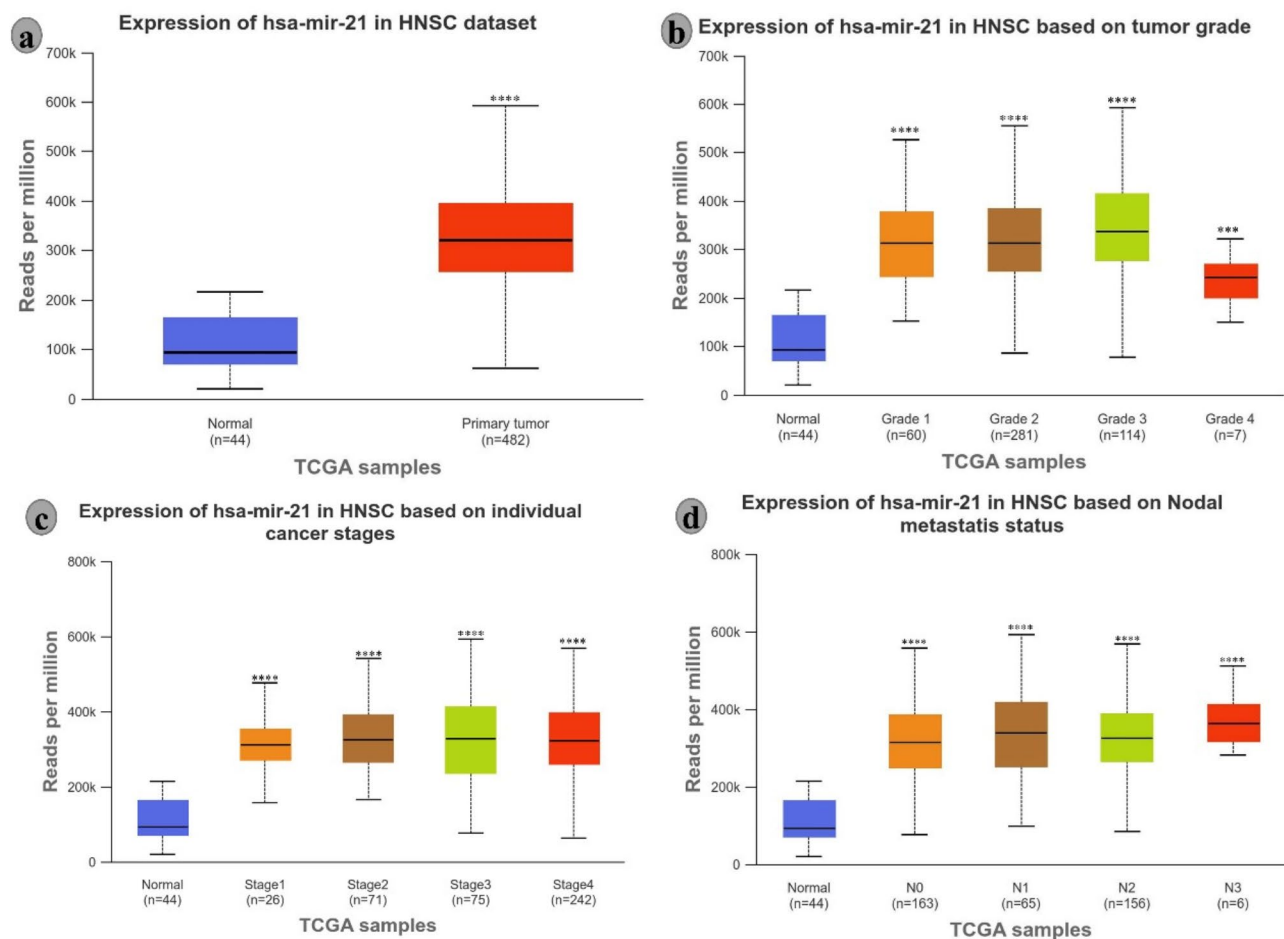 a
Expression of hsa-mir-21 in HNSC dataset
Reads per million
700k
600k
500k
400k
300k
200k
100k
0
****
Normal
(n=44)
Primary tumor
(n=482)
TCGA samples
b
Expression of hsa-mir-21 in HNSC based on tumor grade
Reads per million
700k
600k
500k
400k
300k
200k
100k
0
****
****
****
***
Normal
(n=44)
Grade 1
(n=60)
Grade 2
(n=281)
Grade 3
(n=114)
Grade 4
(n=7)
TCGA samples
c
Expression of hsa-mir-21 in HNSC based on individual
cancer stages
Reads per million
800k
600k
400k
200k
0
****
****
****
****
Normal
(n=44)
Stage1
(n=26)
Stage2
(n=71)
Stage3
(n=75)
Stage4
(n=242)
TCGA samples
d
Expression of hsa-mir-21 in HNSC based on Nodal
metastatis status
Reads per million
800k
600k
400k
200k
0
****
****
****
****
Normal
(n=44)
N0
(n=163)
N1
(n=65)
N2
(n=156)
N3
(n=6)
TCGA samples